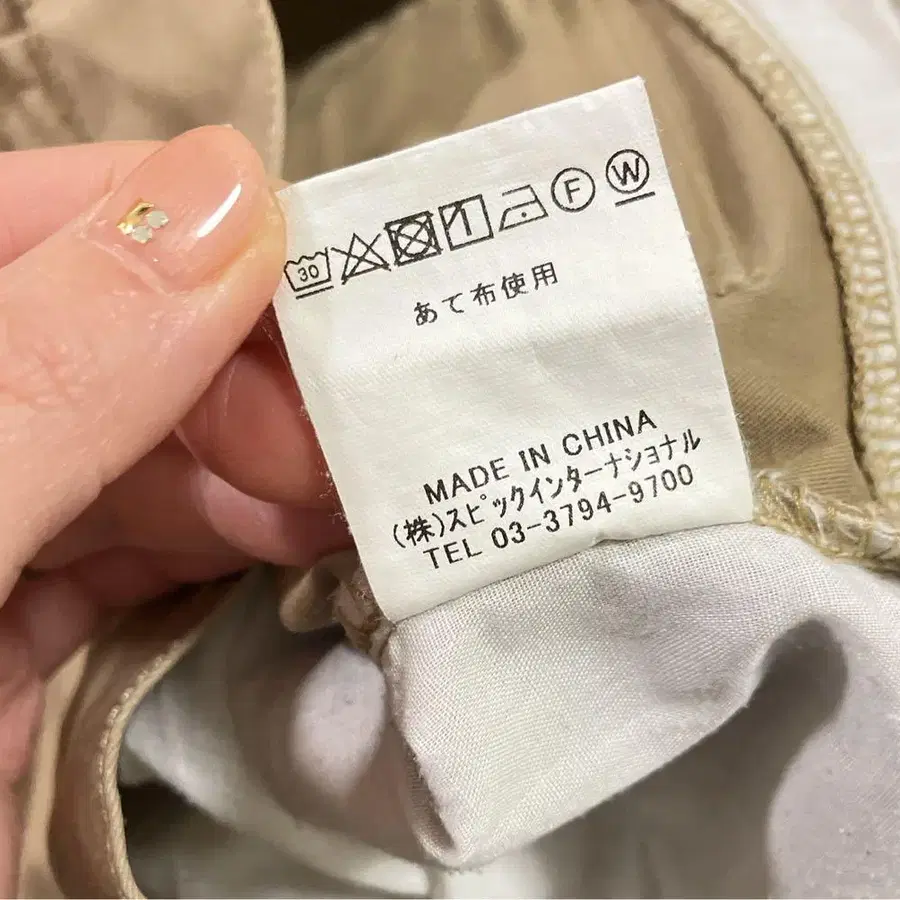 30 F W
あて布使用
MADE IN CHINA
(株)スピックインターナショナル
TEL 03-3794-9700